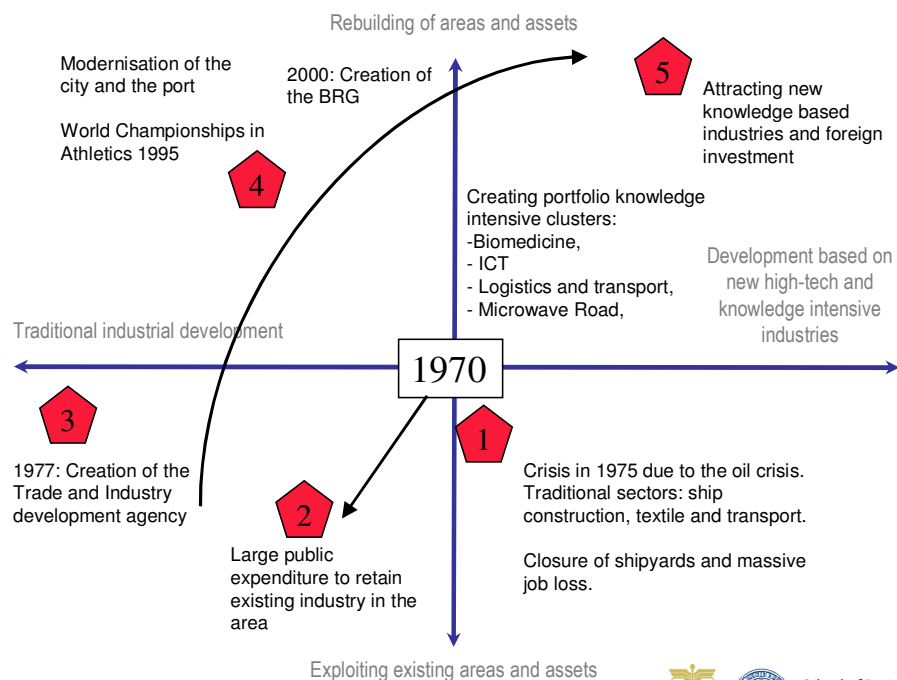 Rebuilding of areas and assets
Modernisation of the
city and the port
World Championships in
Athletics 1995
4
2000: Creation of
the BRG
5
Attracting new
knowledge based
industries and foreign
investment
Creating portfolio knowledge
intensive clusters:
-Biomedicine,
- ICT
- Logistics and transport,
- Microwave Road,
Development based on
new high-tech and
knowledge intensive
industries
Traditional industrial development
1970
3
1977: Creation of the
Trade and Industry
development agency
2
Large public
expenditure to retain
existing industry in the
area
1
Crisis in 1975 due to the oil crisis.
Traditional sectors: ship
construction, textile and transport.
Closure of shipyards and massive
job loss.
Exploiting existing areas and assets